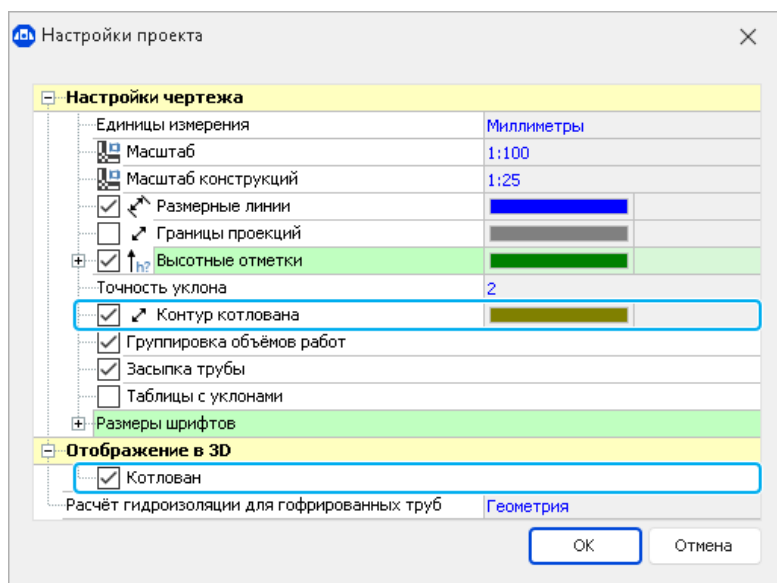 Настройки проекта
Настройки чертежа
Единицы измерения Миллиметры
Масштаб 1:100
Масштаб конструкций 1:25
Размерные линии
Границы проекций
h? Высотные отметки
Точность уклона 2
Контур котлована
Группировка объёмов работ
Засыпка трубы
Таблицы с уклонами
Размеры шрифтов
Отображение в 3D
Котлован
Расчёт гидроизоляции для гофрированных труб Геометрия
ОК Отмена